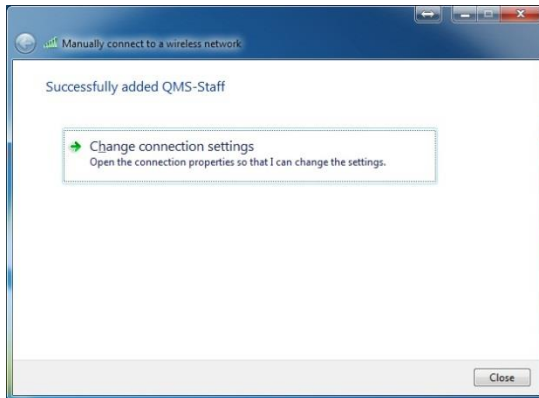 Manually connect to a wireless network
Successfully added QMS-Staff
Change connection settings
Open the connection properties so that I can change the settings.
Close